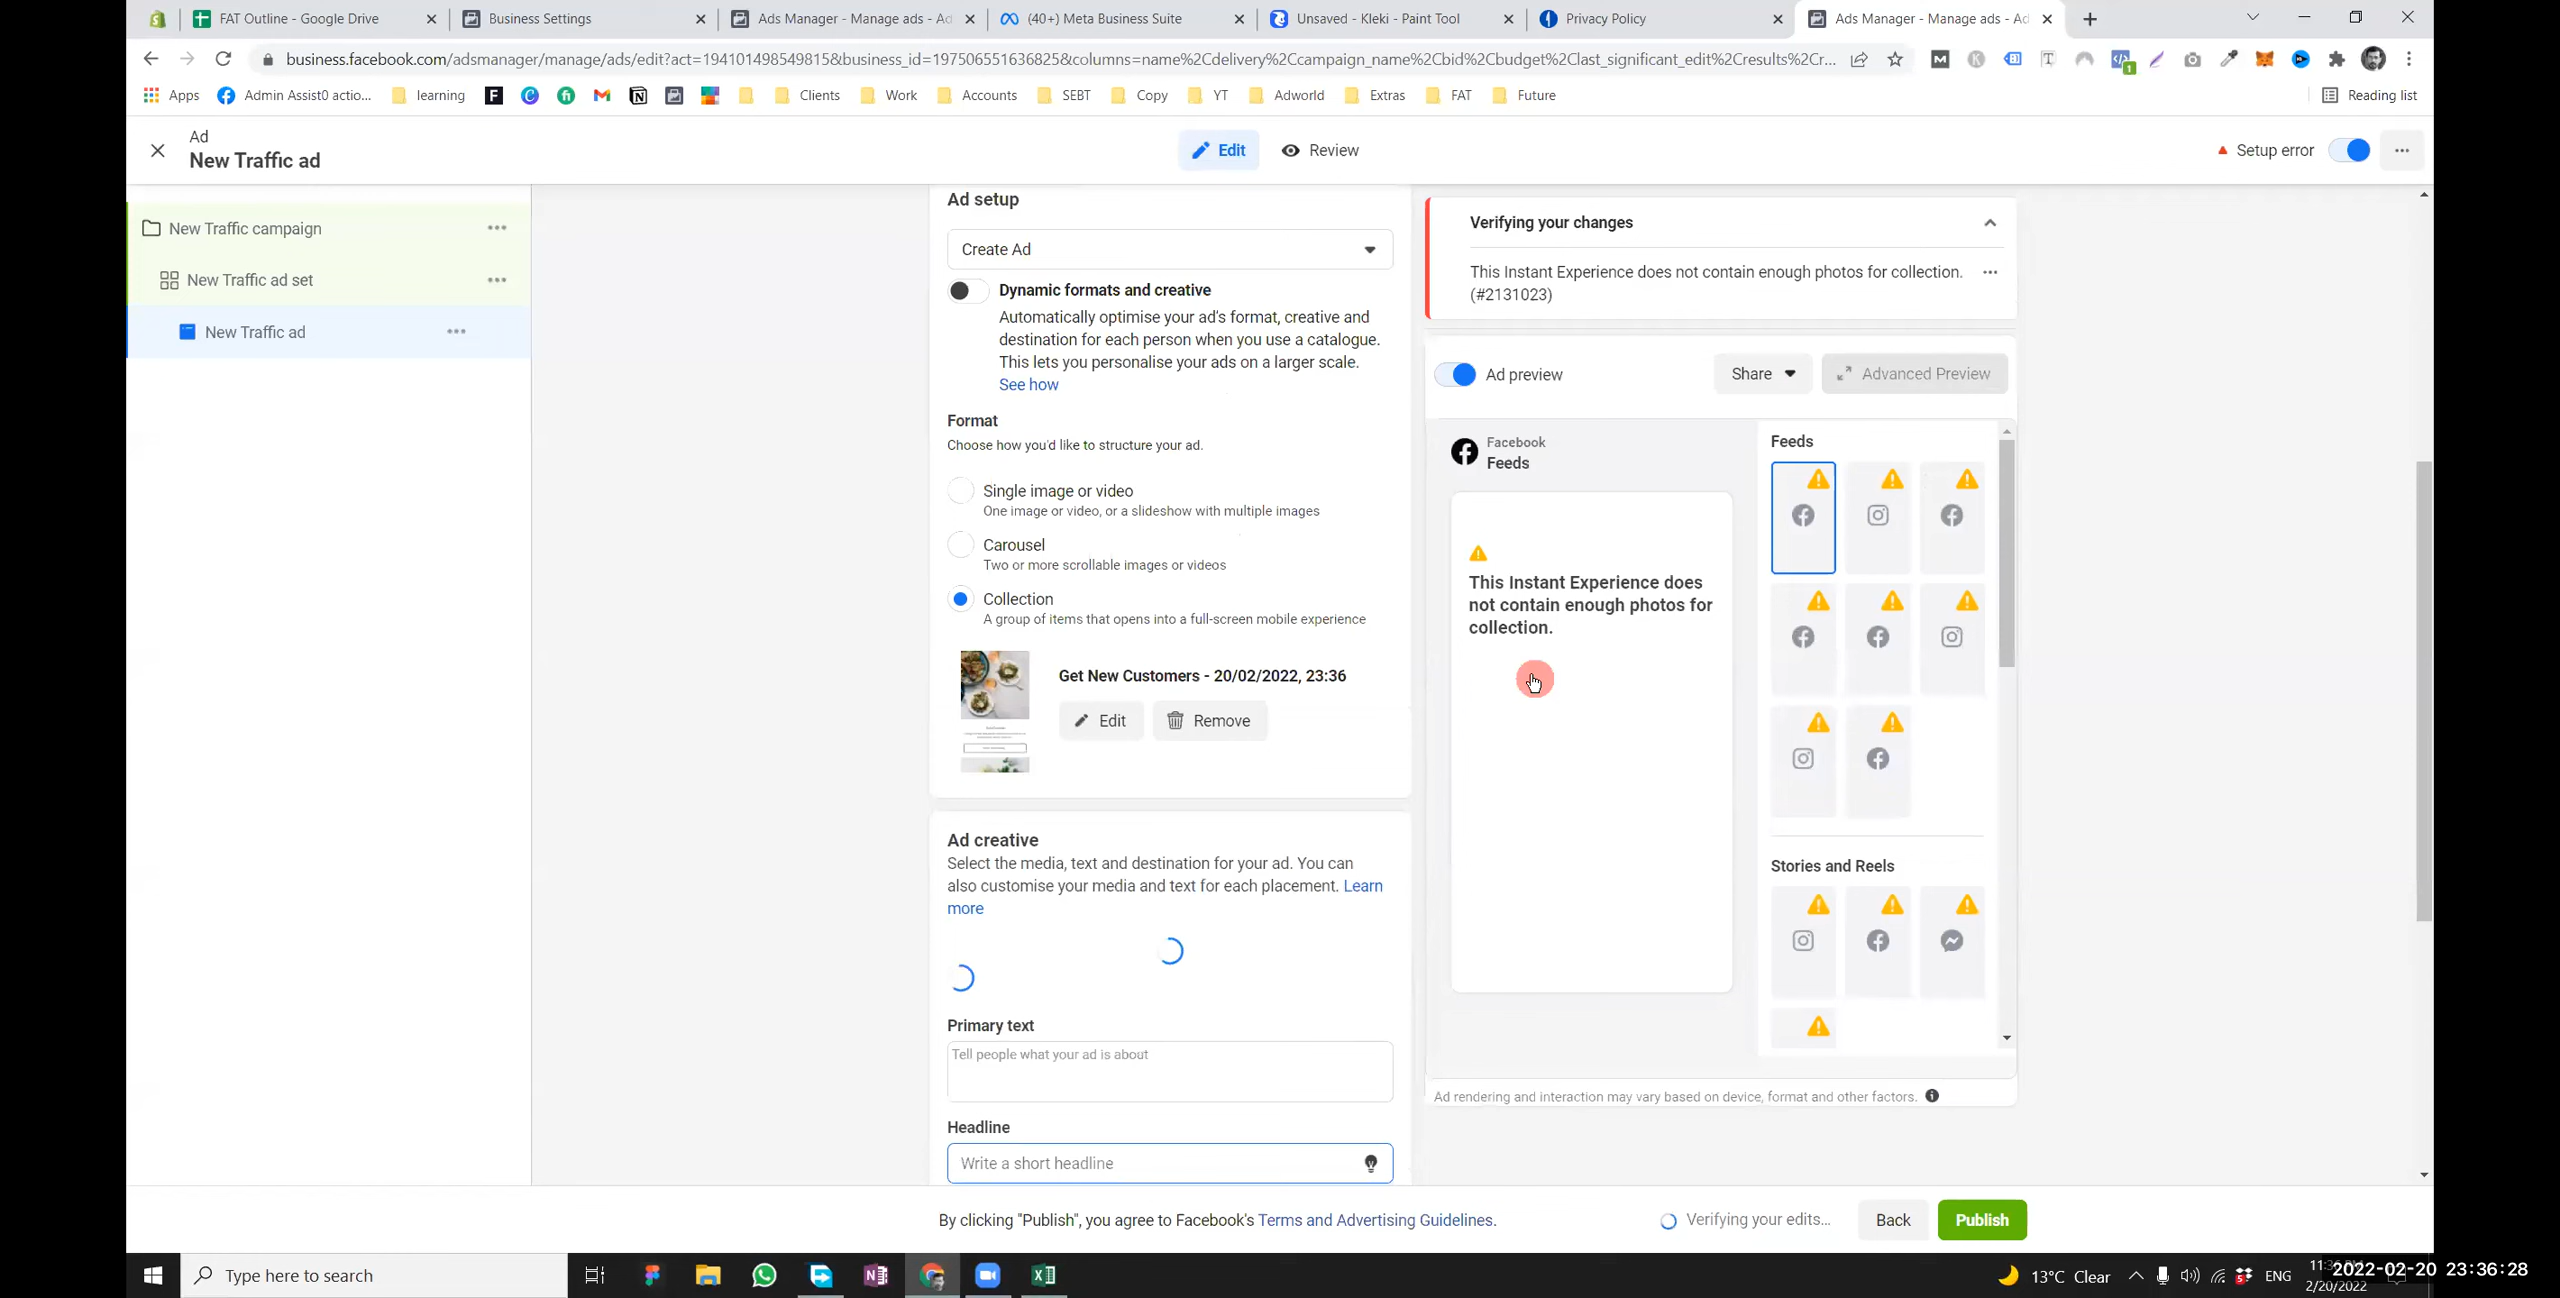 FAT Outline - Google Drive
Business Settings
Ads Manager - Manage ads - Ad
(40+) Meta Business Suite
Unsaved - Kleki - Paint Tool
Privacy Policy
Ads Manager - Manage ads - Ad
business.facebook.com/adsmanager/manage/ads/edit?act=194101498549815&business_id=197506551636825&columns=name%2Cdelivery%2Ccampaign_name%2Cbid%2Cbudget%2Clast_significant_edit%2Cresults%2Cr...
Apps
Admin Assist0 actio...
learning
Clients
Work
Accounts
SEBT
Copy
YT
Adworld
Extras
FAT
Future
Reading list
Ad
New Traffic ad
Edit
Review
Setup error
New Traffic campaign
New Traffic ad set
New Traffic ad
Ad setup
Create Ad
Dynamic formats and creative
Automatically optimise your ad's format, creative and
destination for each person when you use a catalogue.
This lets you personalise your ads on a larger scale.
See how
Format
Choose how you'd like to structure your ad.
Single image or video
One image or video, or a slideshow with multiple images
Carousel
Two or more scrollable images or videos
Collection
A group of items that opens into a full-screen mobile experience
Get New Customers - 20/02/2022, 23:36
Edit
Remove
Ad creative
Select the media, text and destination for your ad. You can
also customise your media and text for each placement. Learn
more
Primary text
Tell people what your ad is about
Headline
Write a short headline
Verifying your changes
This Instant Experience does not contain enough photos for collection.
(#2131023)
Ad preview
Share
Advanced Preview
Facebook
Feeds
This Instant Experience does
not contain enough photos for
collection.
Feeds
Stories and Reels
Ad rendering and interaction may vary based on device, format and other factors.
By clicking "Publish", you agree to Facebook's Terms and Advertising Guidelines.
Verifying your edits...
Back
Publish
Type here to search
13°C Clear
ENG
2022-02-20 23:36:28
2/20/2022